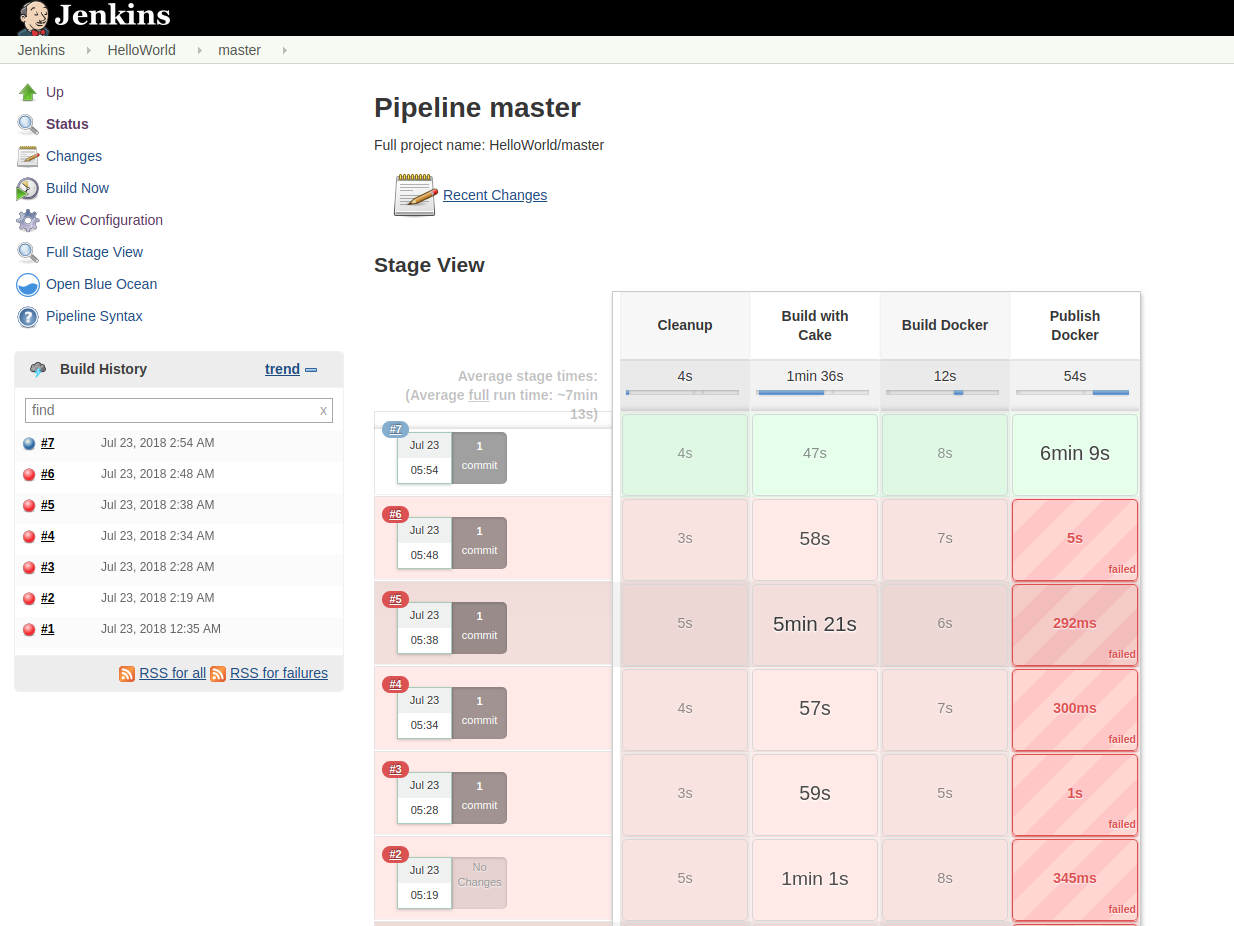 Jenkins
Jenkins
HelloWorld
master
Up
Status
Changes
Build Now
View Configuration
Full Stage View
Open Blue Ocean
Pipeline Syntax
Build History
trend
find
x
#7 Jul 23, 2018 2:54 AM
#6 Jul 23, 2018 2:48 AM
#5 Jul 23, 2018 2:38 AM
#4 Jul 23, 2018 2:34 AM
#3 Jul 23, 2018 2:28 AM
#2 Jul 23, 2018 2:19 AM
#1 Jul 23, 2018 12:35 AM
RSS for all RSS for failures
Pipeline master
Full project name: HelloWorld/master
Recent Changes
Stage View
Cleanup
Build with
Cake
Build Docker
Publish
Docker
Average stage times:
(Average full run time: ~7min
13s)
4s
1min 36s
12s
54s
#7
Jul 23
05:54
1
commit
4s
47s
8s
6min 9s
#6
Jul 23
05:48
1
commit
3s
58s
7s
5s
failed
#5
Jul 23
05:38
1
commit
5s
5min 21s
6s
292ms
failed
#4
Jul 23
05:34
1
commit
4s
57s
7s
300ms
failed
#3
Jul 23
05:28
1
commit
3s
59s
5s
1s
failed
#2
Jul 23
05:19
No
Changes
5s
1min 1s
8s
345ms
failed